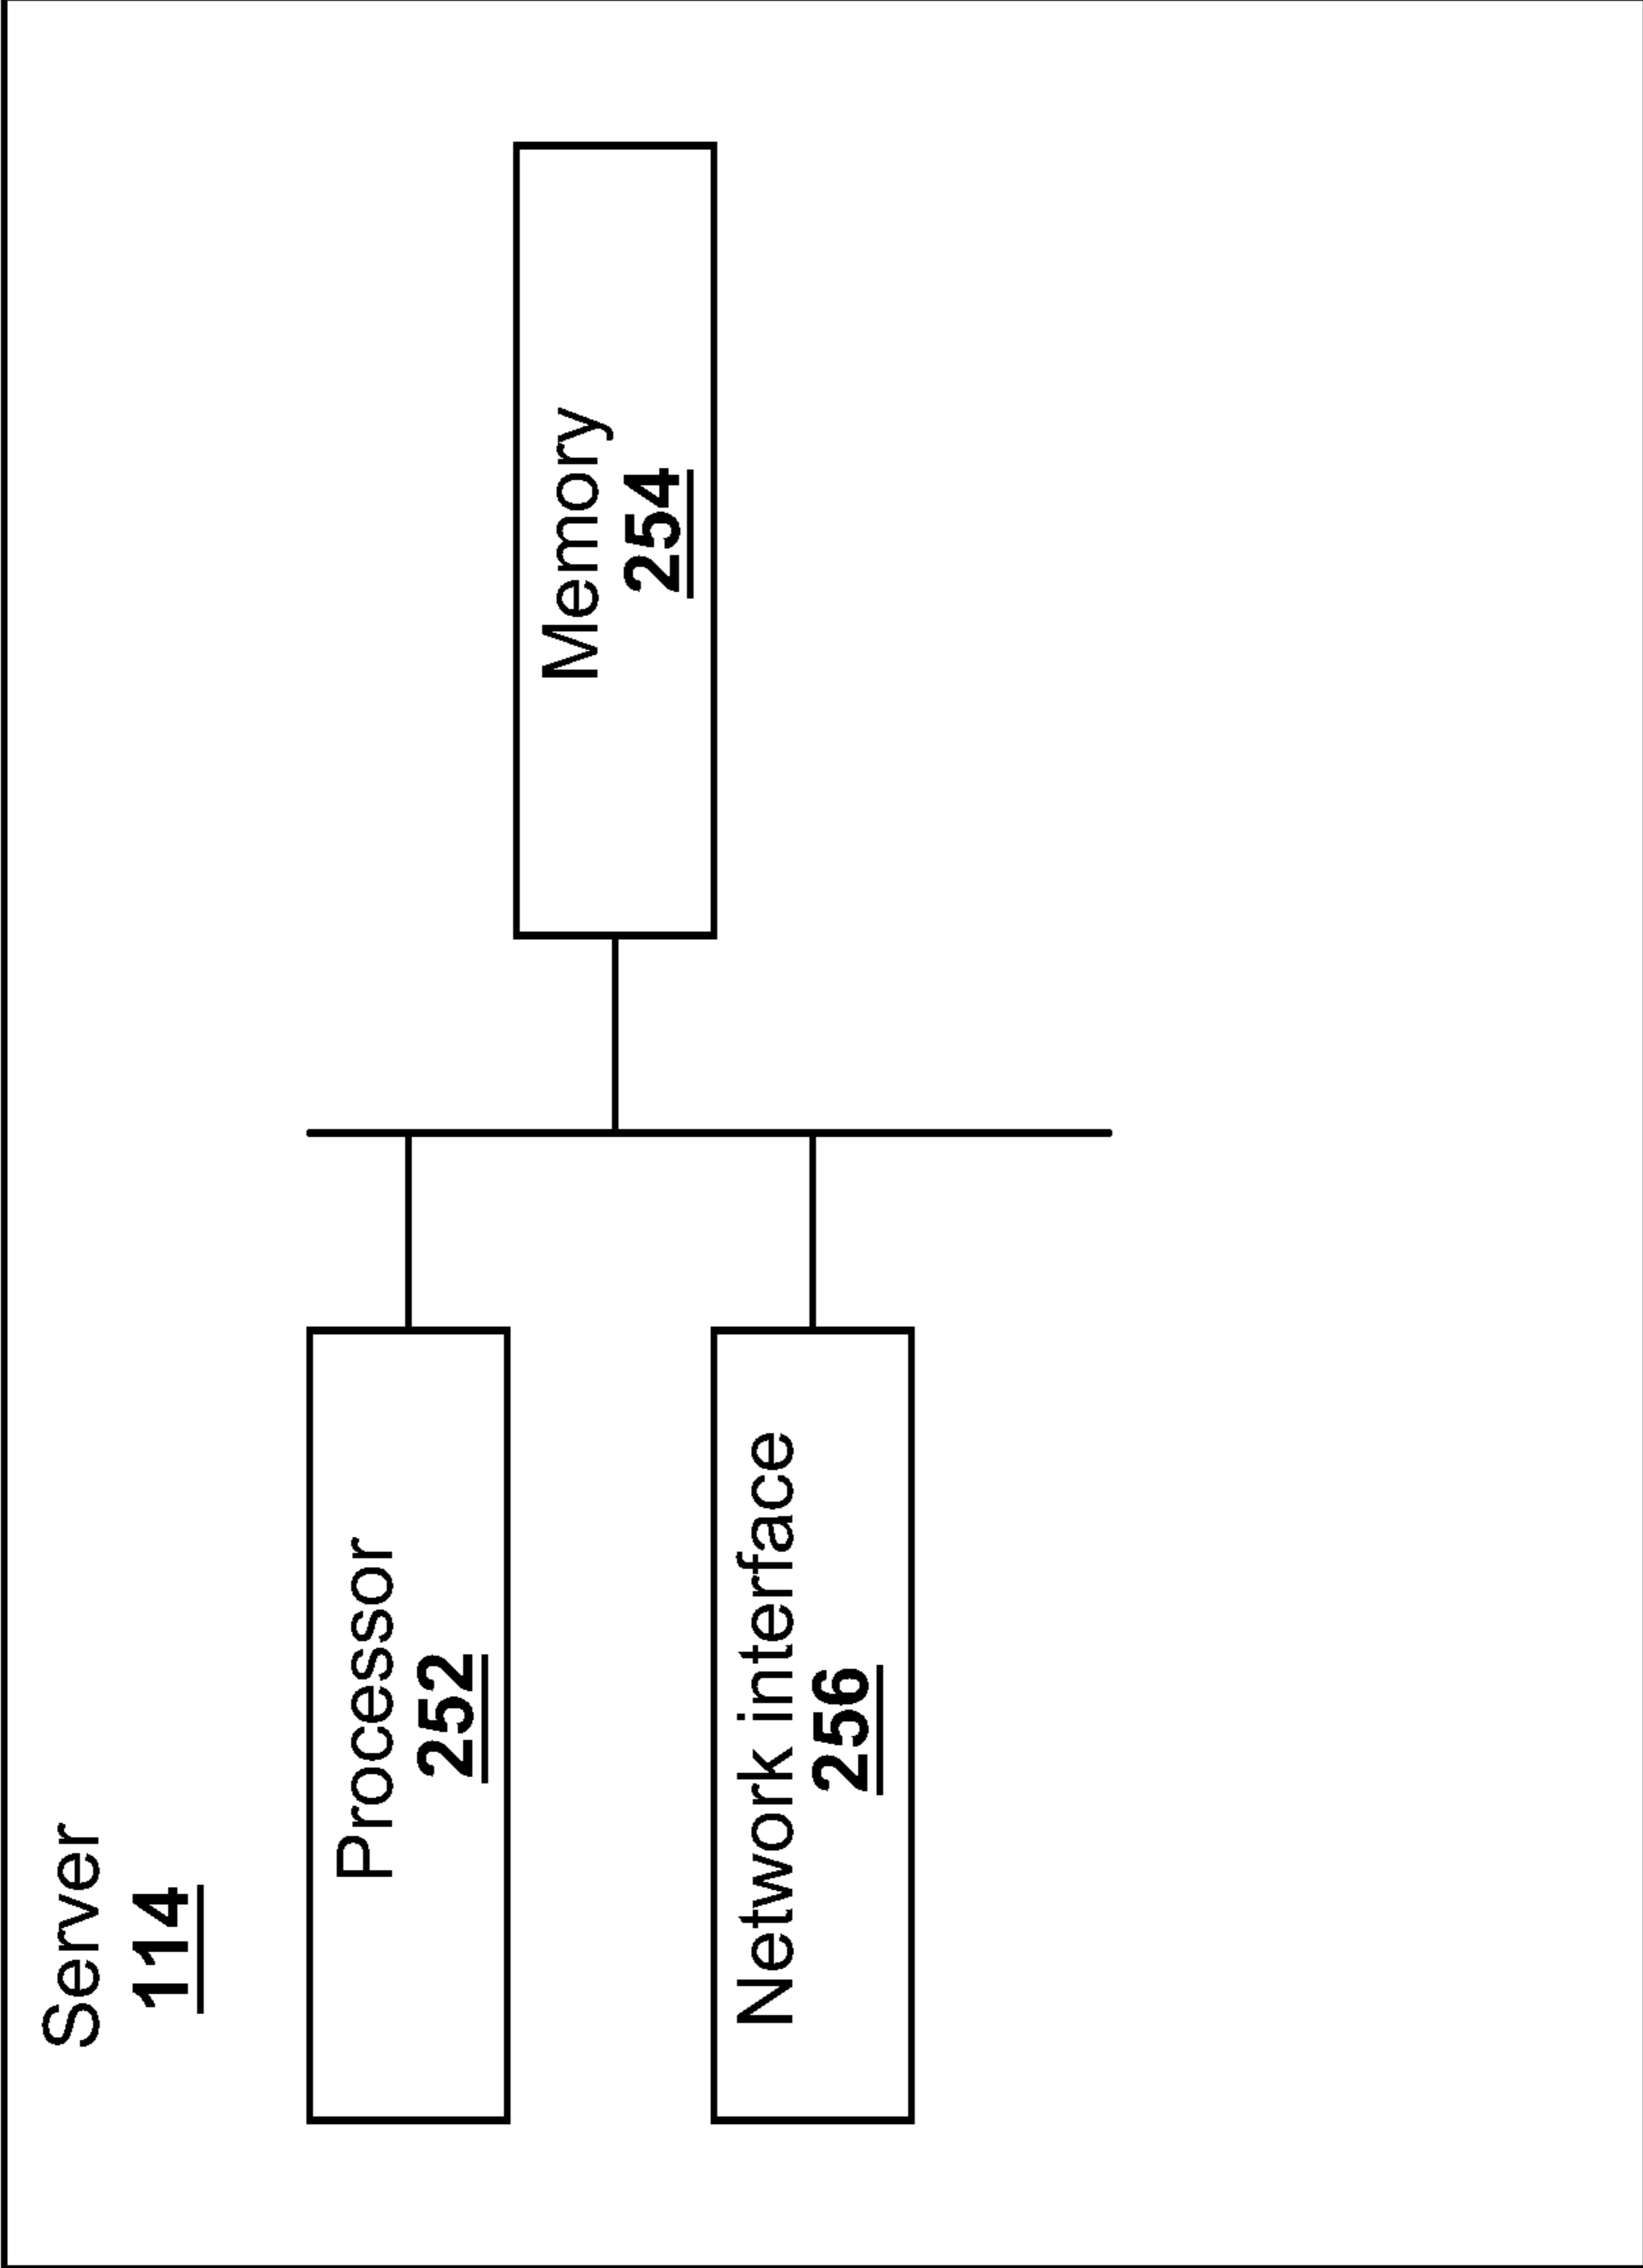 Server
114
Processor
252
Memory
254
Network interface
256